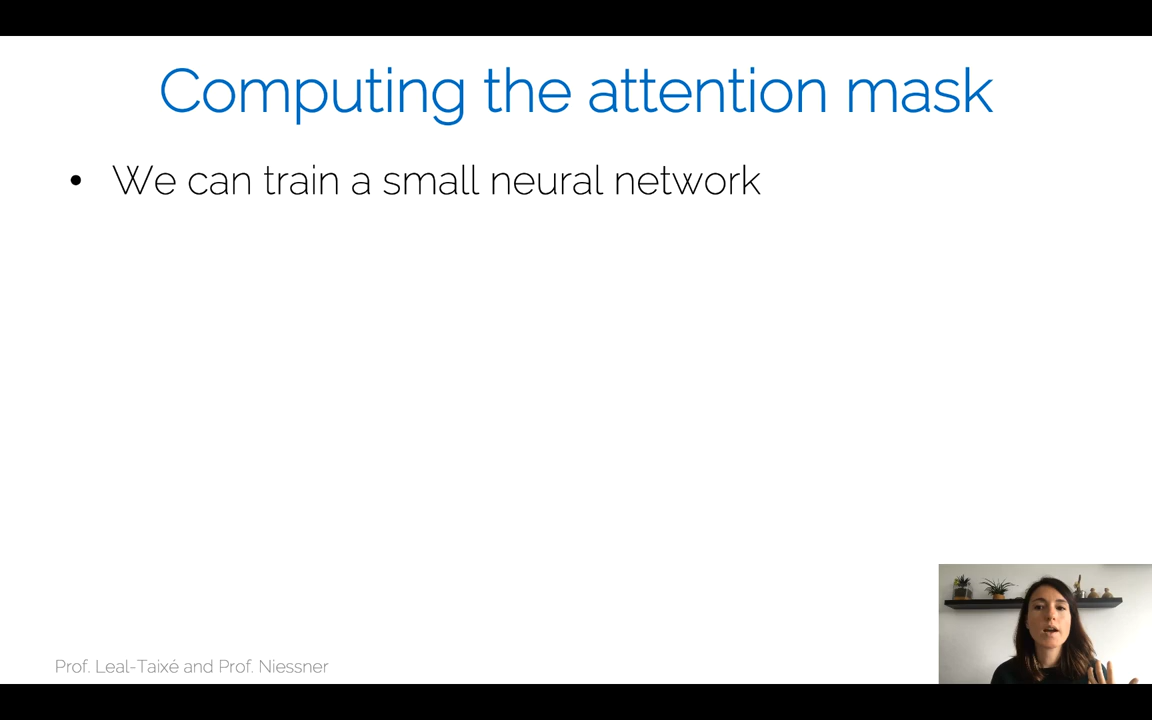 Computing the attention mask
• We can train a small neural network
Prof. Leal-Taixé and Prof. Niessner